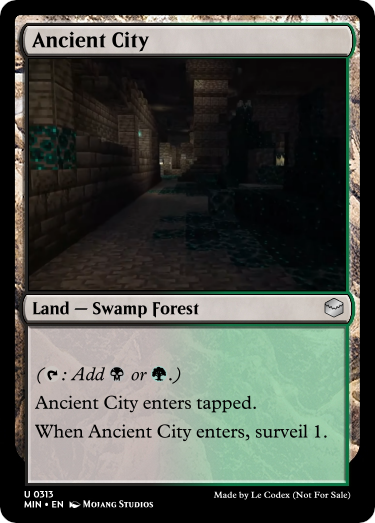 Ancient City
Land — Swamp Forest
(: Add or .)
Ancient City enters tapped.
When Ancient City enters, surveil 1.
U 0313
MIN • EN Mojang Studios
Made by Le Codex (Not For Sale)